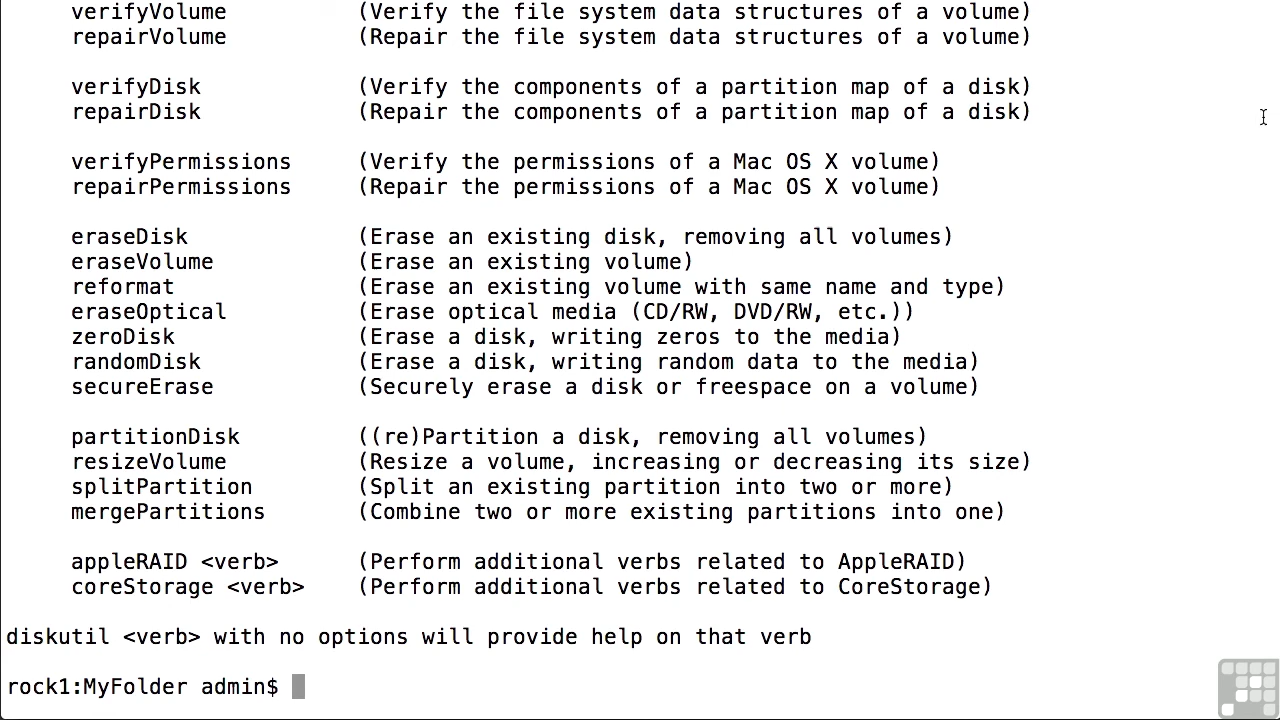 verifyVolume (Verify the file system data structures of a volume)
repairVolume (Repair the file system data structures of a volume)
verifyDisk (Verify the components of a partition map of a disk)
repairDisk (Repair the components of a partition map of a disk)
verifyPermissions (Verify the permissions of a Mac OS X volume)
repairPermissions (Repair the permissions of a Mac OS X volume)
eraseDisk (Erase an existing disk, removing all volumes)
eraseVolume (Erase an existing volume)
reformat (Erase an existing volume with same name and type)
eraseOptical (Erase optical media (CD/RW, DVD/RW, etc.))
zeroDisk (Erase a disk, writing zeros to the media)
randomDisk (Erase a disk, writing random data to the media)
secureErase (Securely erase a disk or freespace on a volume)
partitionDisk ((re)Partition a disk, removing all volumes)
resizeVolume (Resize a volume, increasing or decreasing its size)
splitPartition (Split an existing partition into two or more)
mergePartitions (Combine two or more existing partitions into one)
appleRAID <verb> (Perform additional verbs related to AppleRAID)
coreStorage <verb> (Perform additional verbs related to CoreStorage)
diskutil <verb> with no options will provide help on that verb
rock1:MyFolder admin$